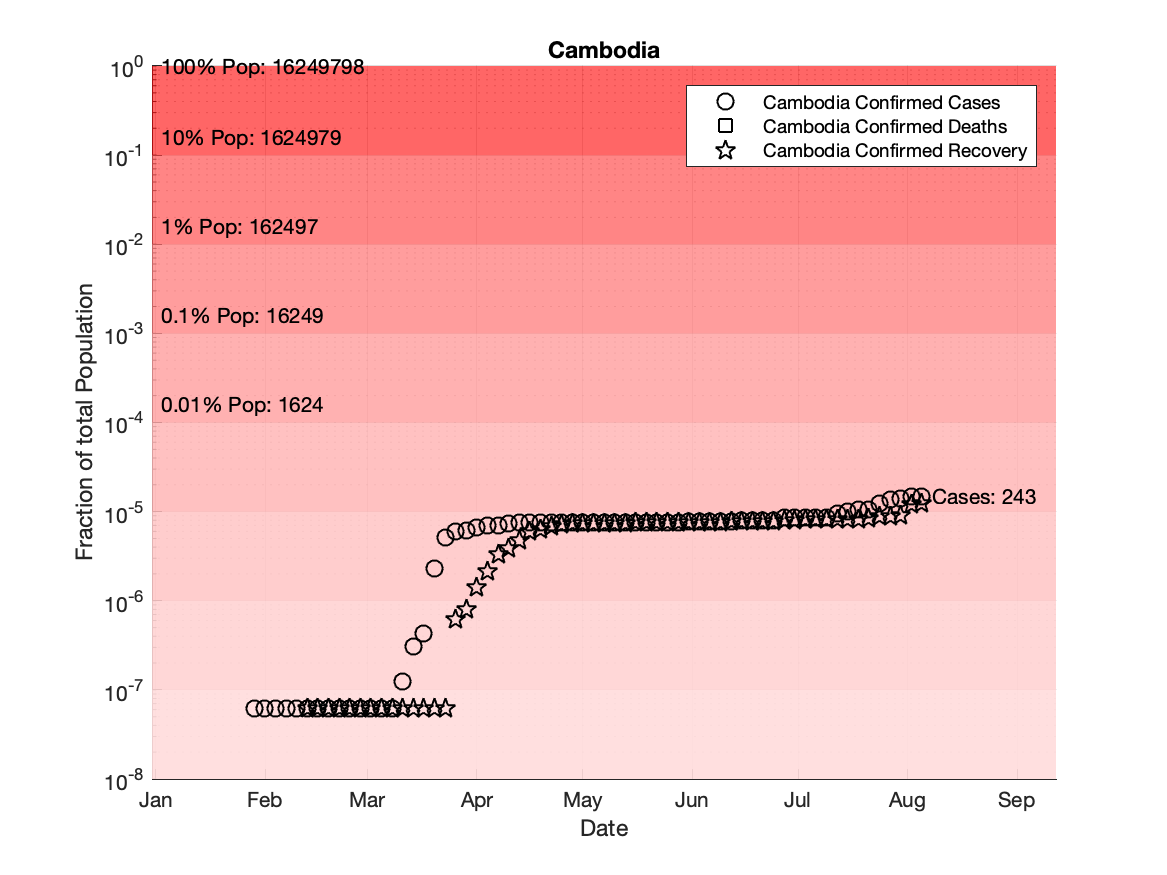 Cambodia
10^0
100% Pop: 16249798
Cambodia Confirmed Cases
Cambodia Confirmed Deaths
Cambodia Confirmed Recovery
10% Pop: 1624979
10^-1
1% Pop: 162497
10^-2
0.1% Pop: 16249
10^-3
0.01% Pop: 1624
10^-4
Cases: 243
10^-5
10^-6
10^-7
10^-8
Fraction of total Population
Jan Feb Mar Apr May Jun Jul Aug Sep
Date